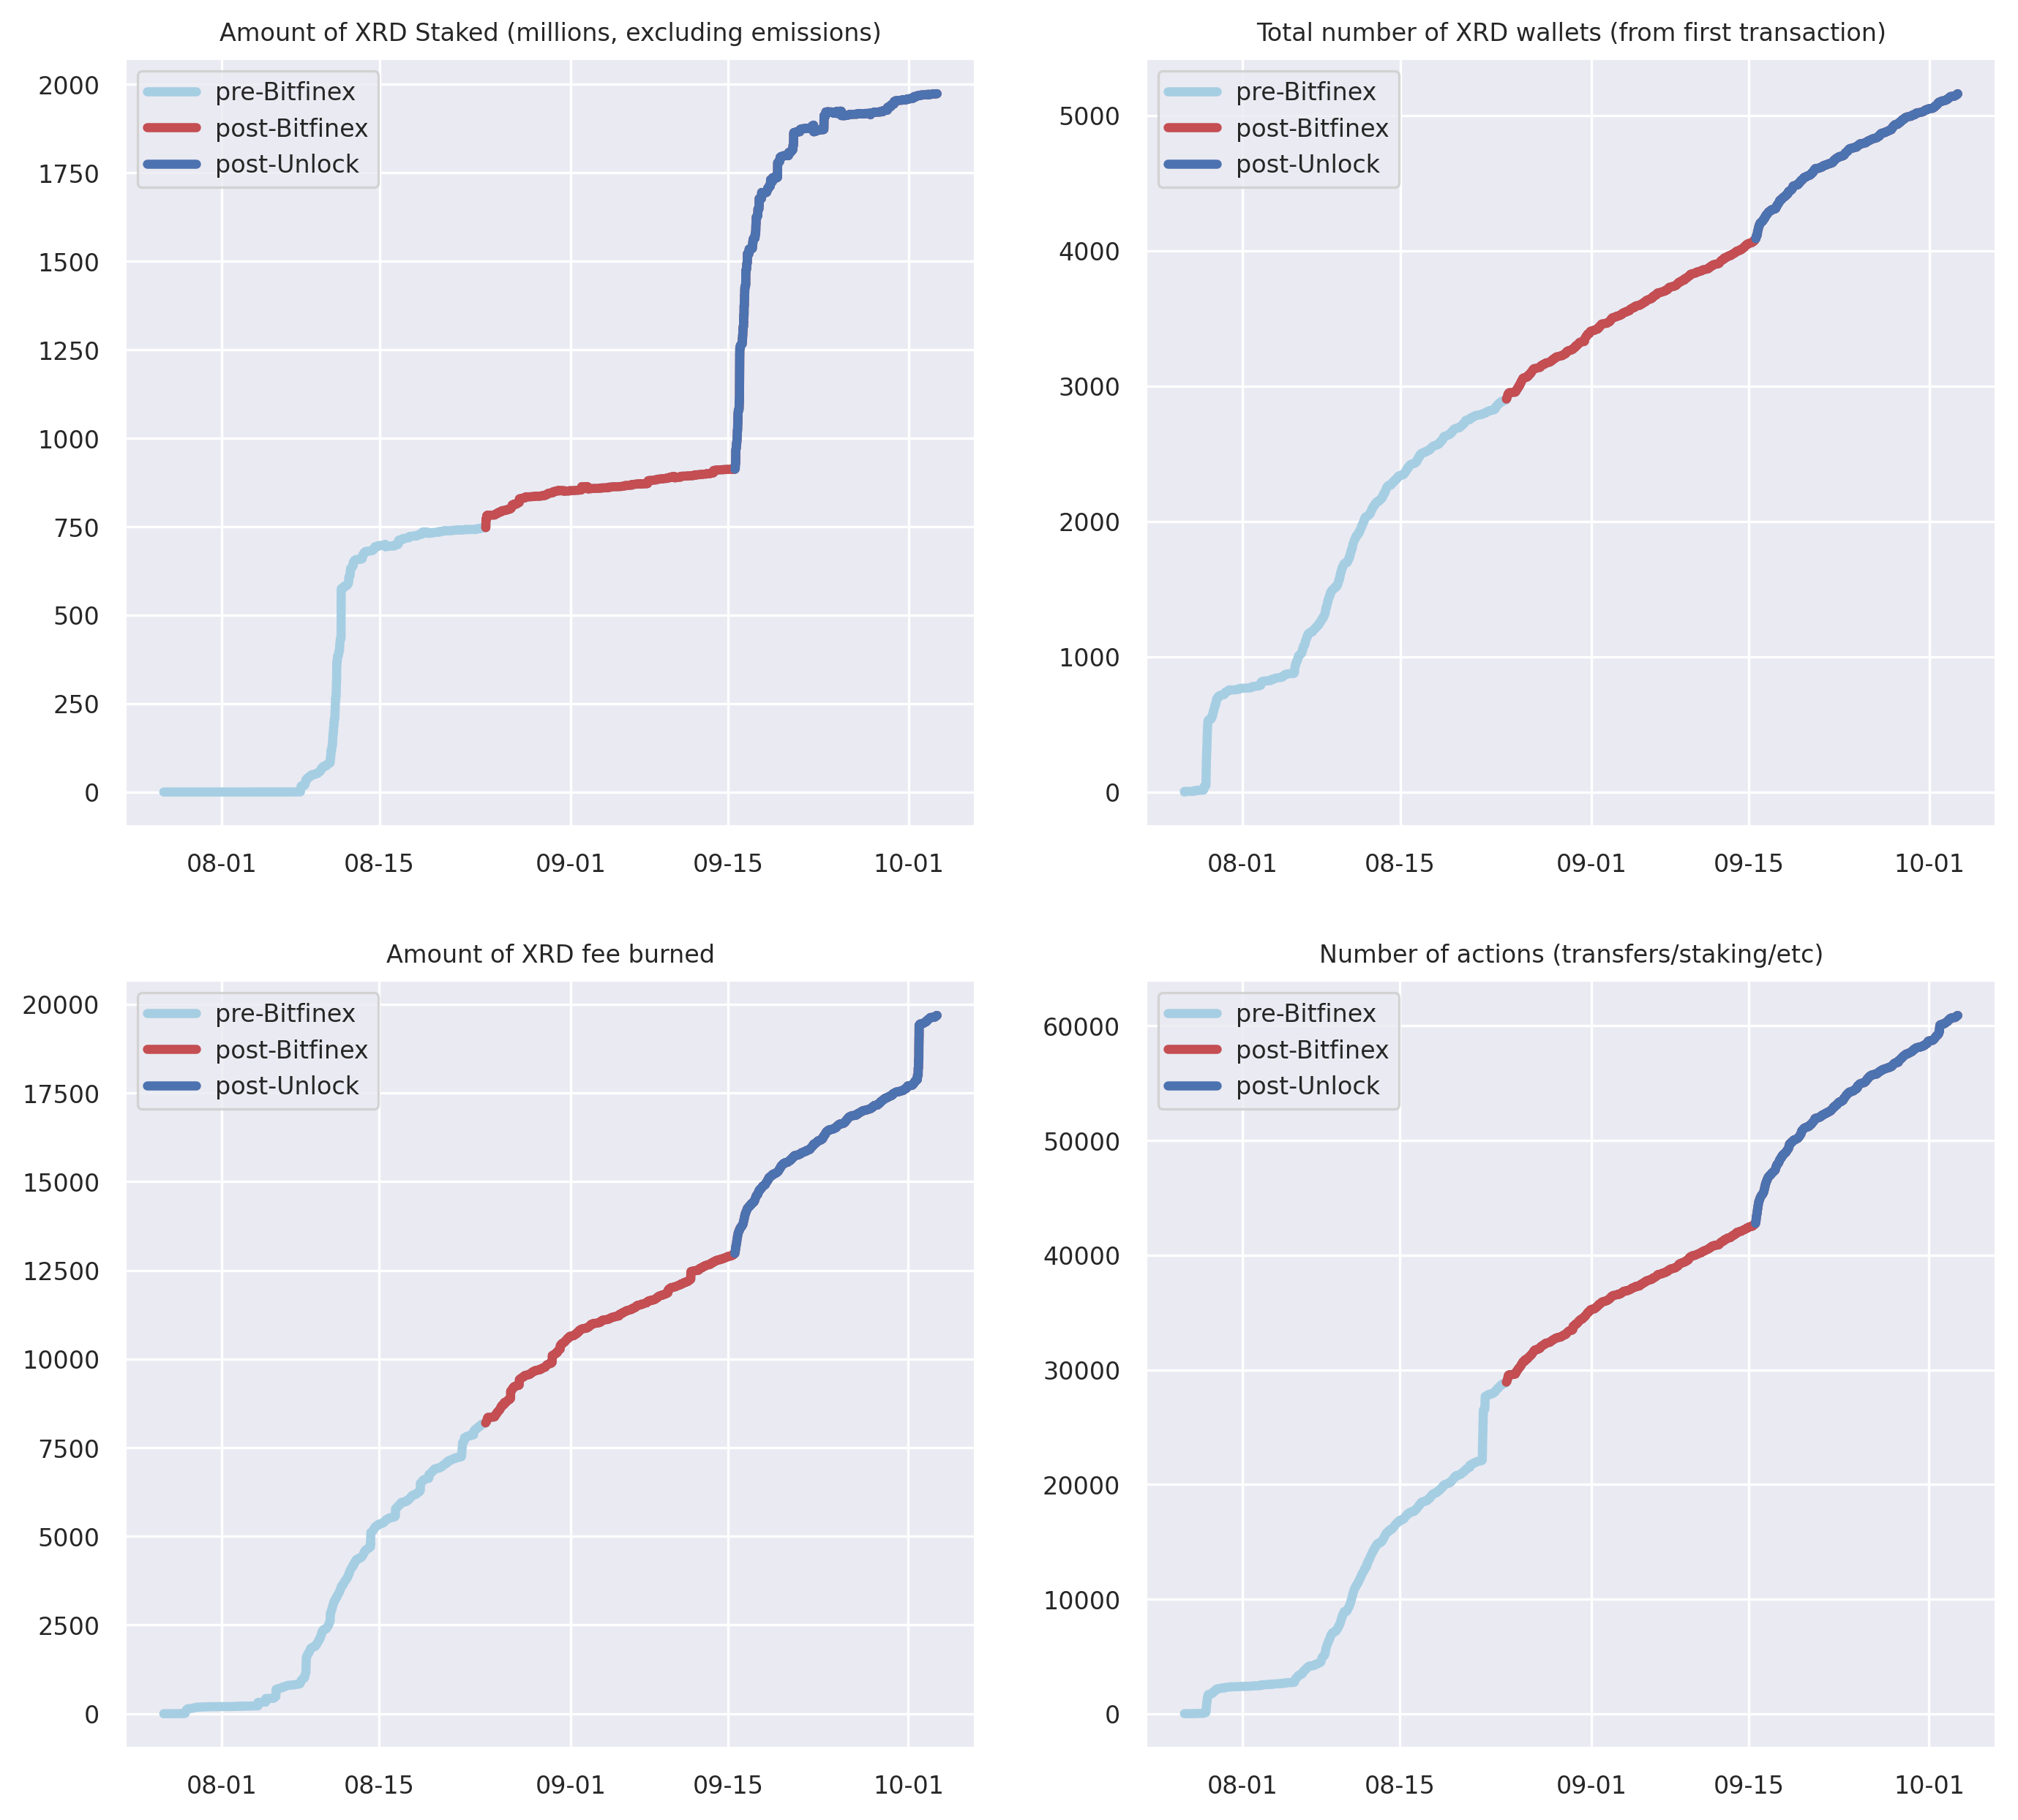 Amount of XRD Staked (millions, excluding emissions)
2000
1750
1500
1250
1000
750
500
250
0
pre-Bitfinex
post-Bitfinex
post-Unlock
08-01 08-15 09-01 09-15 10-01
Total number of XRD wallets (from first transaction)
5000
4000
3000
2000
1000
0
pre-Bitfinex
post-Bitfinex
post-Unlock
08-01 08-15 09-01 09-15 10-01
Amount of XRD fee burned
20000
17500
15000
12500
10000
7500
5000
2500
0
pre-Bitfinex
post-Bitfinex
post-Unlock
08-01 08-15 09-01 09-15 10-01
Number of actions (transfers/staking/etc)
60000
50000
40000
30000
20000
10000
0
pre-Bitfinex
post-Bitfinex
post-Unlock
08-01 08-15 09-01 09-15 10-01